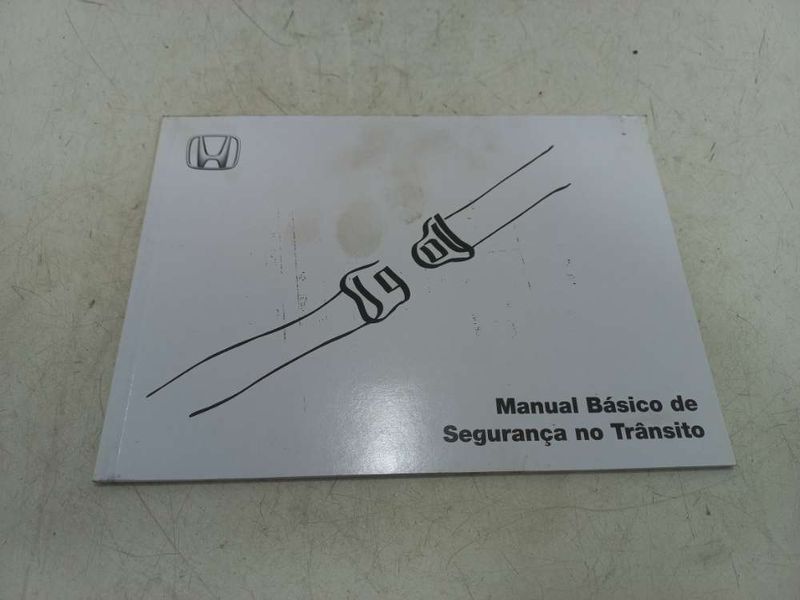 Manual Básico de
Segurança no Trânsito